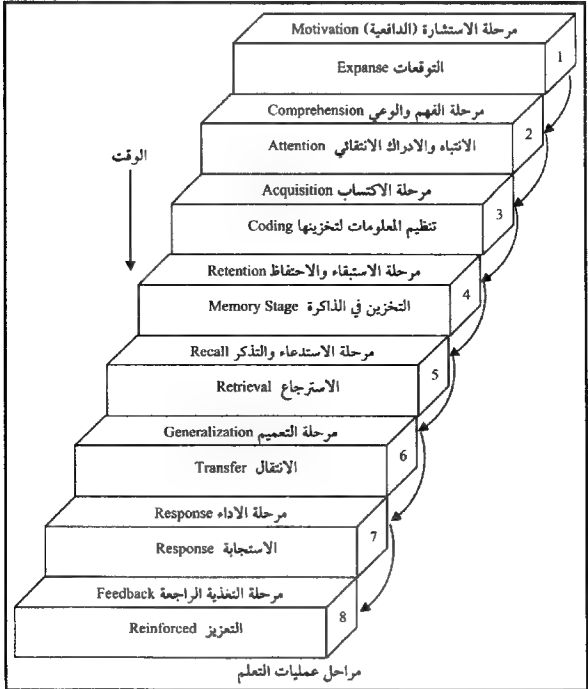 مرحلة الاستشارة (الدافعية) Motivation
1
التوقعات Expanse
مرحلة الفهم والوعي Comprehension
2
الانتباه والادراك الانتقائي Attention
الوقت
مرحلة الاكتساب Acquisition
3
تنظيم المعلومات لتخزينها Coding
مرحلة الاستبقاء والاحتفاظ Retention
4
التخزين في الذاكرة Memory Stage
مرحلة الاستدعاء والتذكر Recall
5
الاسترجاع Retrieval
مرحلة التعميم Generalization
6
الانتقال Transfer
مرحلة الاداء Response
7
الاستجابة Response
مرحلة التغذية الراجعة Feedback
8
التعزيز Reinforced
مراحل عمليات التعلم